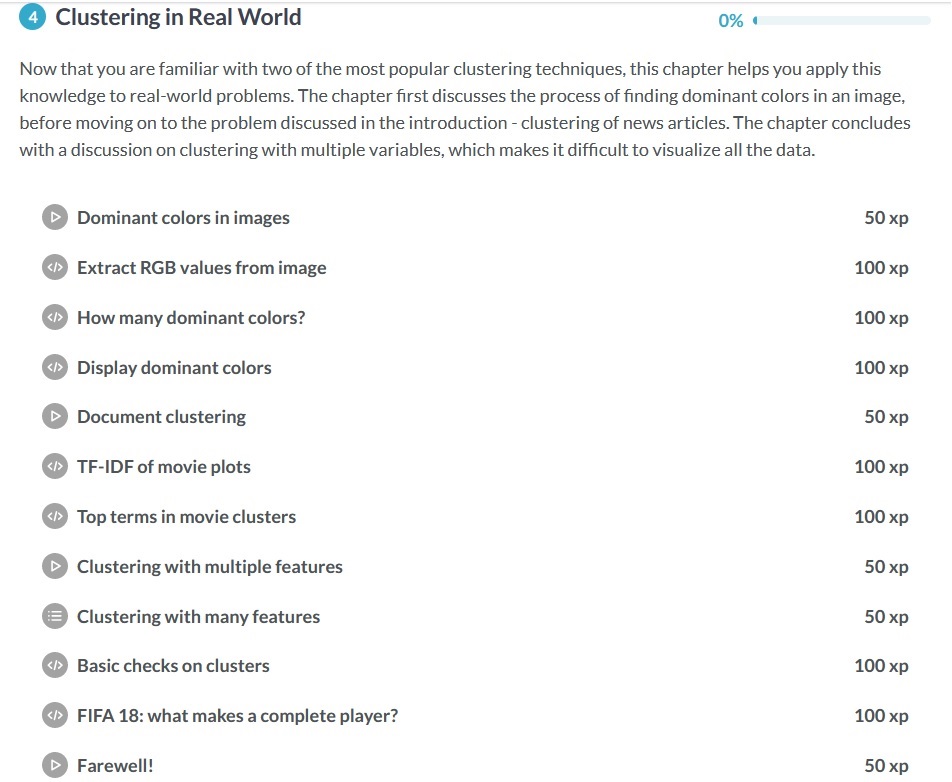 4 Clustering in Real World 0%
Now that you are familiar with two of the most popular clustering techniques, this chapter helps you apply this
knowledge to real-world problems. The chapter first discusses the process of finding dominant colors in an image,
before moving on to the problem discussed in the introduction - clustering of news articles. The chapter concludes
with a discussion on clustering with multiple variables, which makes it difficult to visualize all the data.
Dominant colors in images 50 xp
</> Extract RGB values from image 100 xp
</> How many dominant colors? 100 xp
</> Display dominant colors 100 xp
Document clustering 50 xp
</> TF-IDF of movie plots 100 xp
</> Top terms in movie clusters 100 xp
Clustering with multiple features 50 xp
Clustering with many features 50 xp
</> Basic checks on clusters 100 xp
</> FIFA 18: what makes a complete player? 100 xp
Farewell! 50 xp